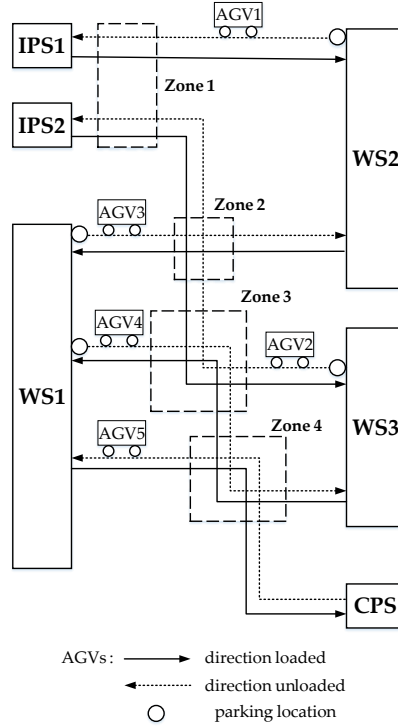 AGV1
IPS1
Zone 1
IPS2
WS2
AGV3
Zone 2
Zone 3
AGV4
AGV2
WS1
WS3
AGV5
Zone 4
CPS
AGVs: direction loaded
direction unloaded
parking location